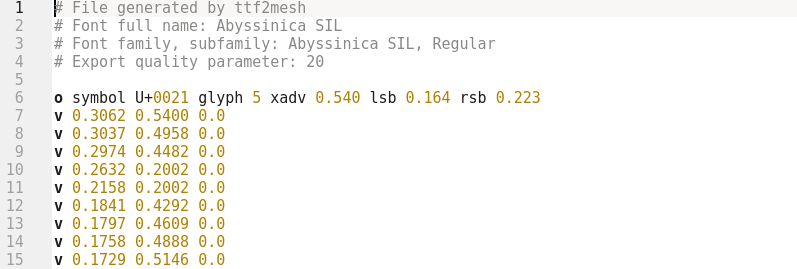 1 # File generated by ttf2mesh
2 # Font full name: Abyssinica SIL
3 # Font family, subfamily: Abyssinica SIL, Regular
4 # Export quality parameter: 20
5
6 o symbol U+0021 glyph 5 xadv 0.540 lsb 0.164 rsb 0.223
7 v 0.3062 0.5400 0.0
8 v 0.3037 0.4958 0.0
9 v 0.2974 0.4482 0.0
10 v 0.2632 0.2002 0.0
11 v 0.2158 0.2002 0.0
12 v 0.1841 0.4292 0.0
13 v 0.1797 0.4609 0.0
14 v 0.1758 0.4888 0.0
15 v 0.1729 0.5146 0.0